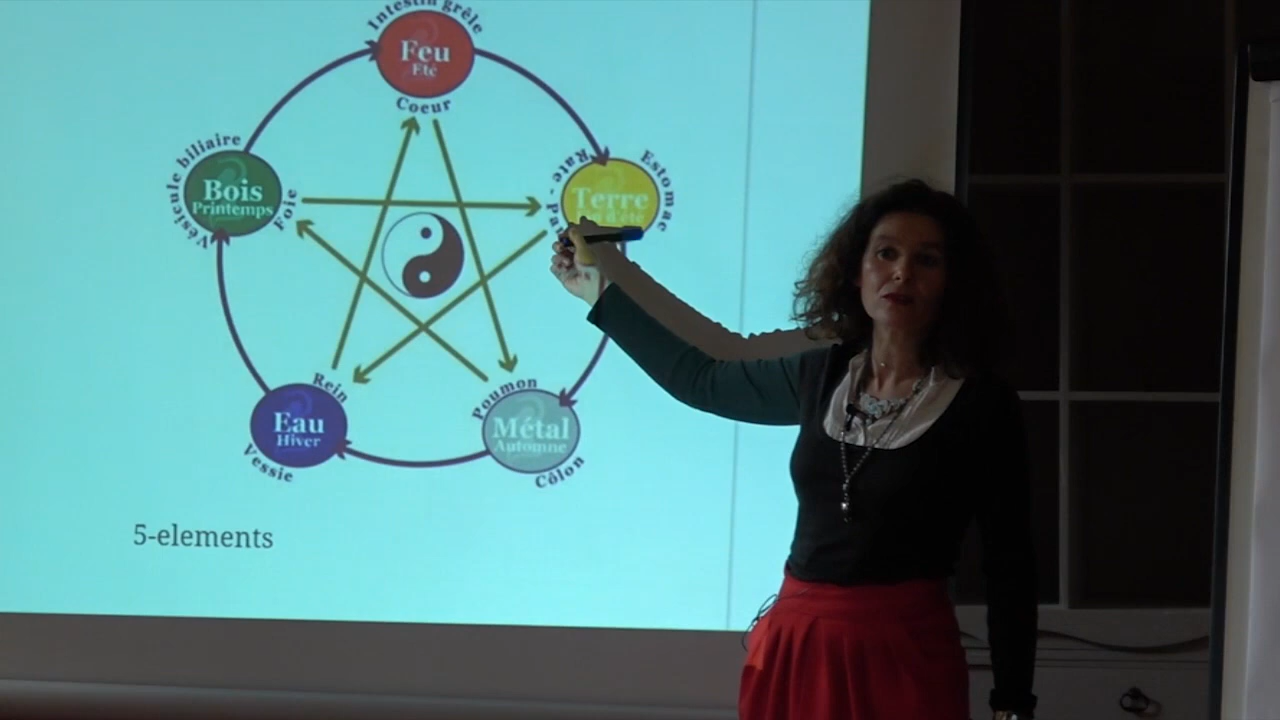 Intestin grêle
Feu
Eté
Coeur
Vésicule biliaire
Bois
Printemps
Foie
Rate -
Estomac
Terre
Rein
Eau
Hiver
Vessie
Poumon
Métal
Automne
Côlon
5-elements